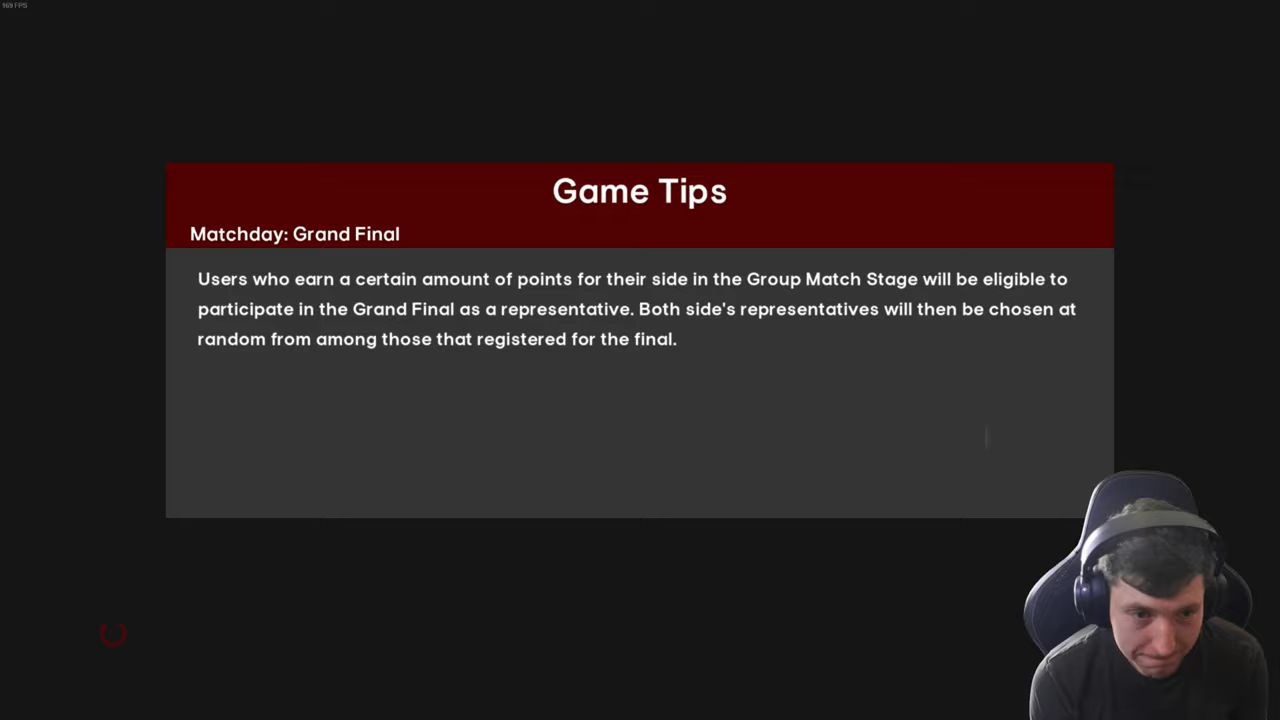 169 FPS
Game Tips
Matchday: Grand Final
Users who earn a certain amount of points for their side in the Group Match Stage will be eligible to
participate in the Grand Final as a representative. Both side's representatives will then be chosen at
random from among those that registered for the final.